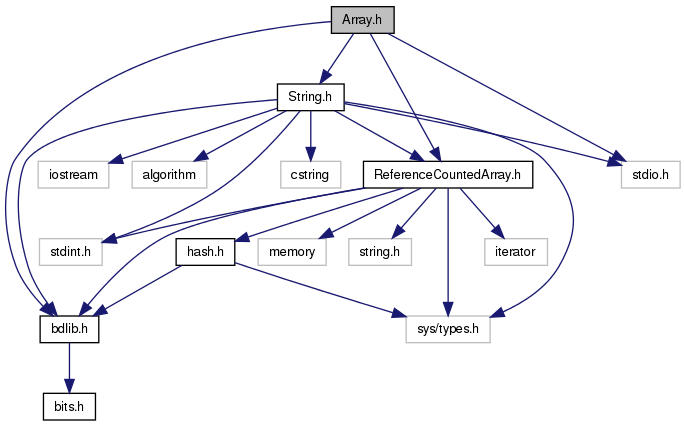 Array.h
String.h
iostream
algorithm
cstring
ReferenceCountedArray.h
stdio.h
stdint.h
hash.h
memory
string.h
iterator
bdlib.h
sys/types.h
bits.h